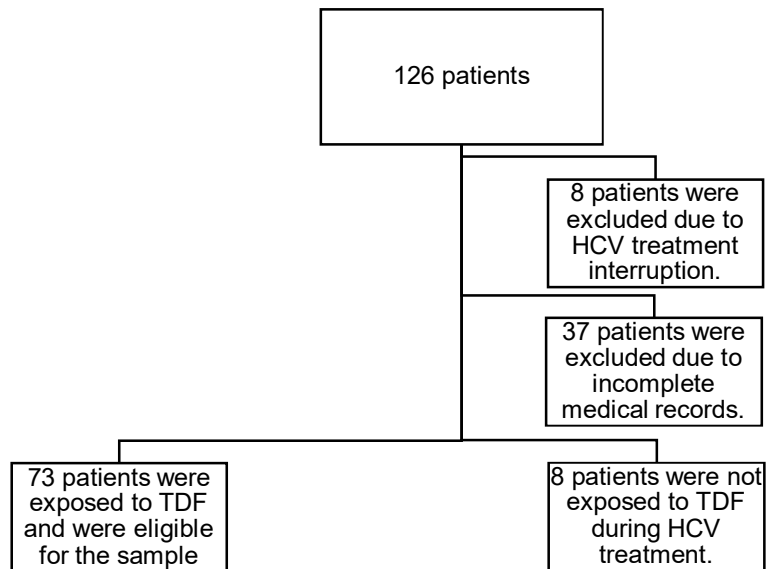 126 patients
8 patients were
excluded due to
HCV treatment
interruption.
37 patients were
excluded due to
incomplete
medical records.
73 patients were
exposed to TDF
and were eligible
for the sample
8 patients were not
exposed to TDF
during HCV
treatment.